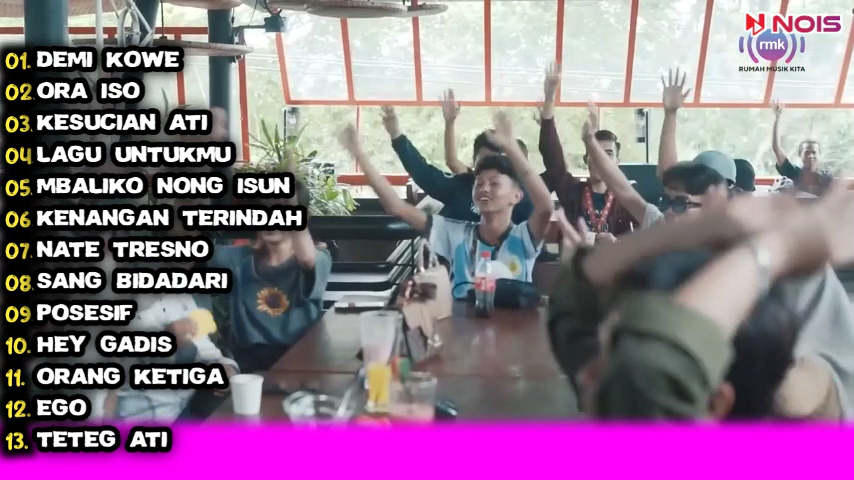 NOIS
rmk
RUMAH MUSIK KITA
01. DEMI KOWE
02. ORA ISO
03. KESUCIAN ATI
04 LAGU UNTUKMU
05. MBALIKO NONG ISUN
06 KENANGAN TERINDAH
07. NATE TRESNO
08. SANG BIDADARI
09 POSESIF
10. HEY GADIS
11. ORANG KETIGA
12. EGO
13. TETEG ATI